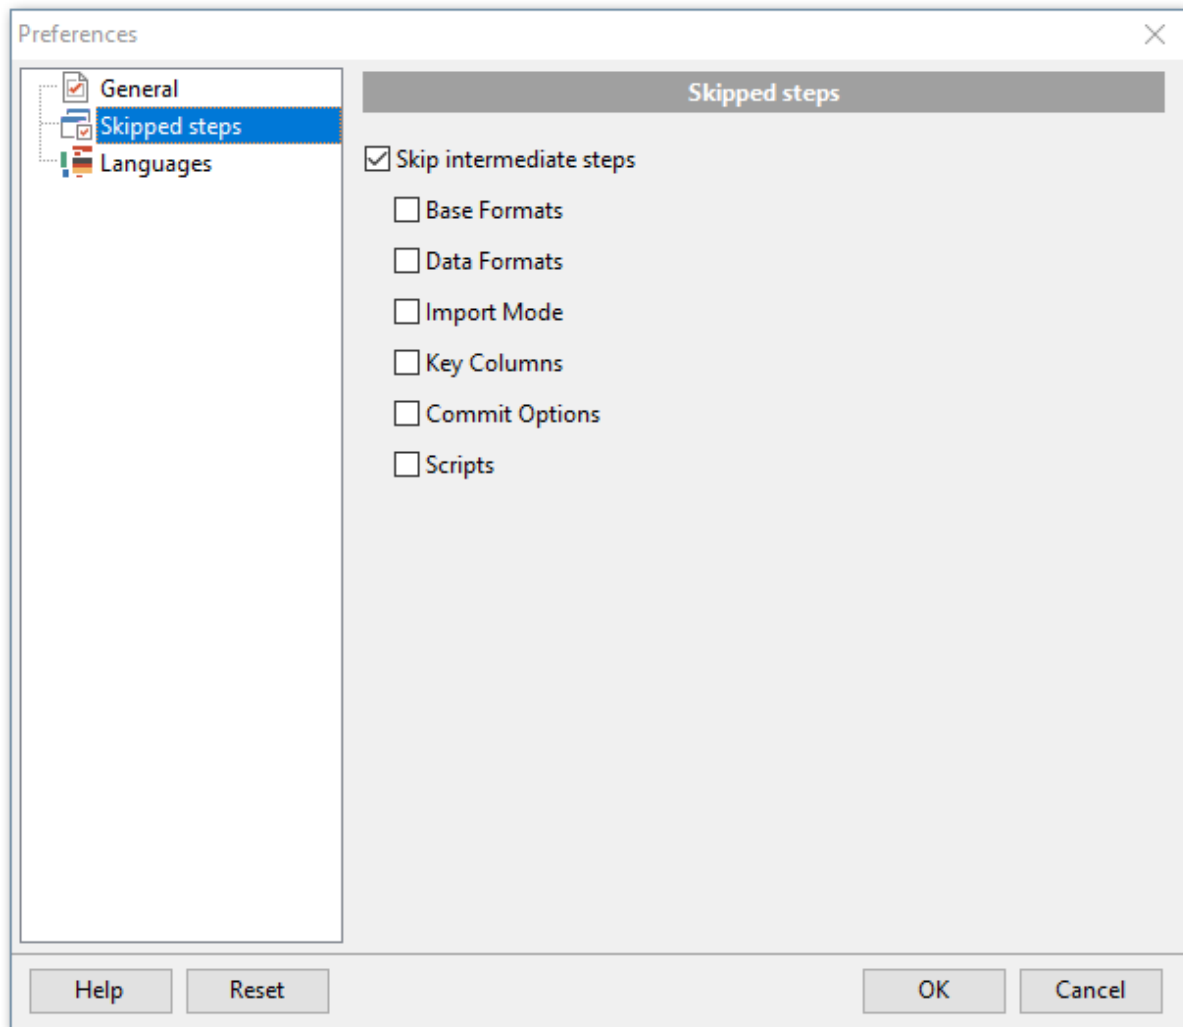 Preferences
General
Skipped steps
Languages
Skipped steps
Skip intermediate steps
Base Formats
Data Formats
Import Mode
Key Columns
Commit Options
Scripts
Help
Reset
OK
Cancel